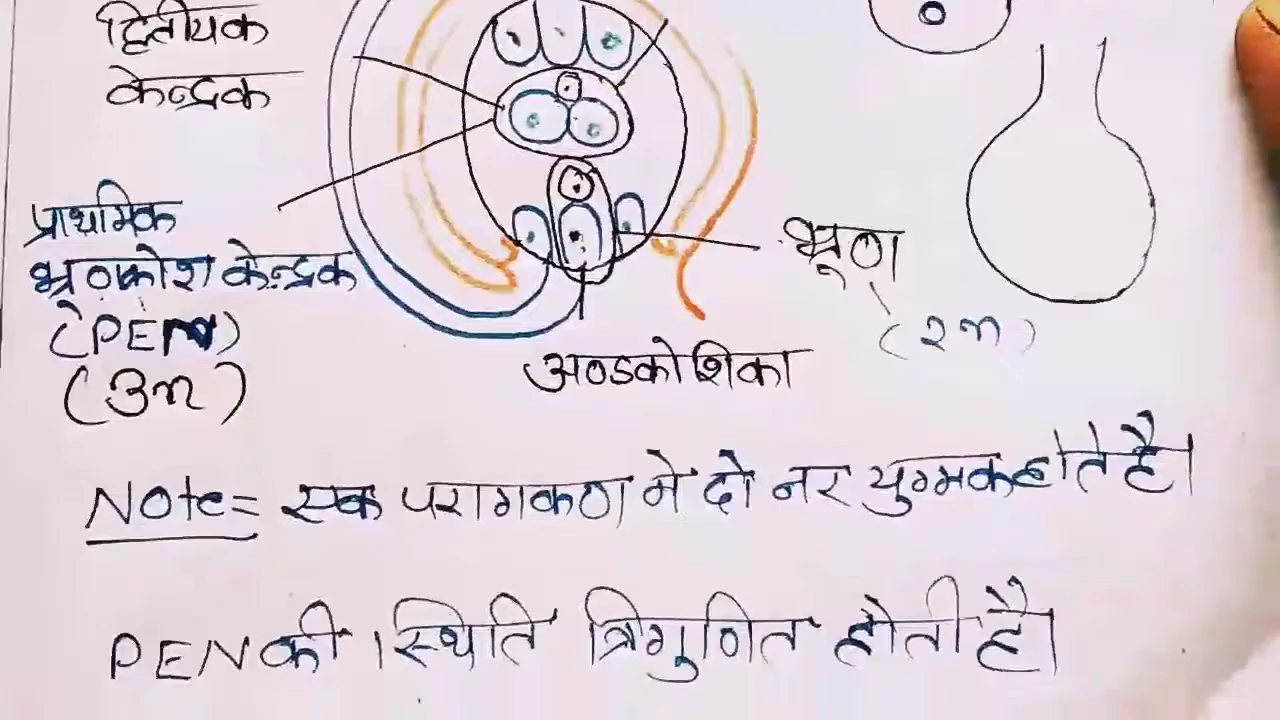 द्वितीयक
केन्द्रक
प्राथमिक
भ्रूणकोश केन्द्रक
(PEN)
(3n)
भ्रूण
(2n)
अण्डकोशिका
Note= एक परागकण में दो नर युग्मक होते है।
PEN की स्थिति त्रिगुणित होती है।